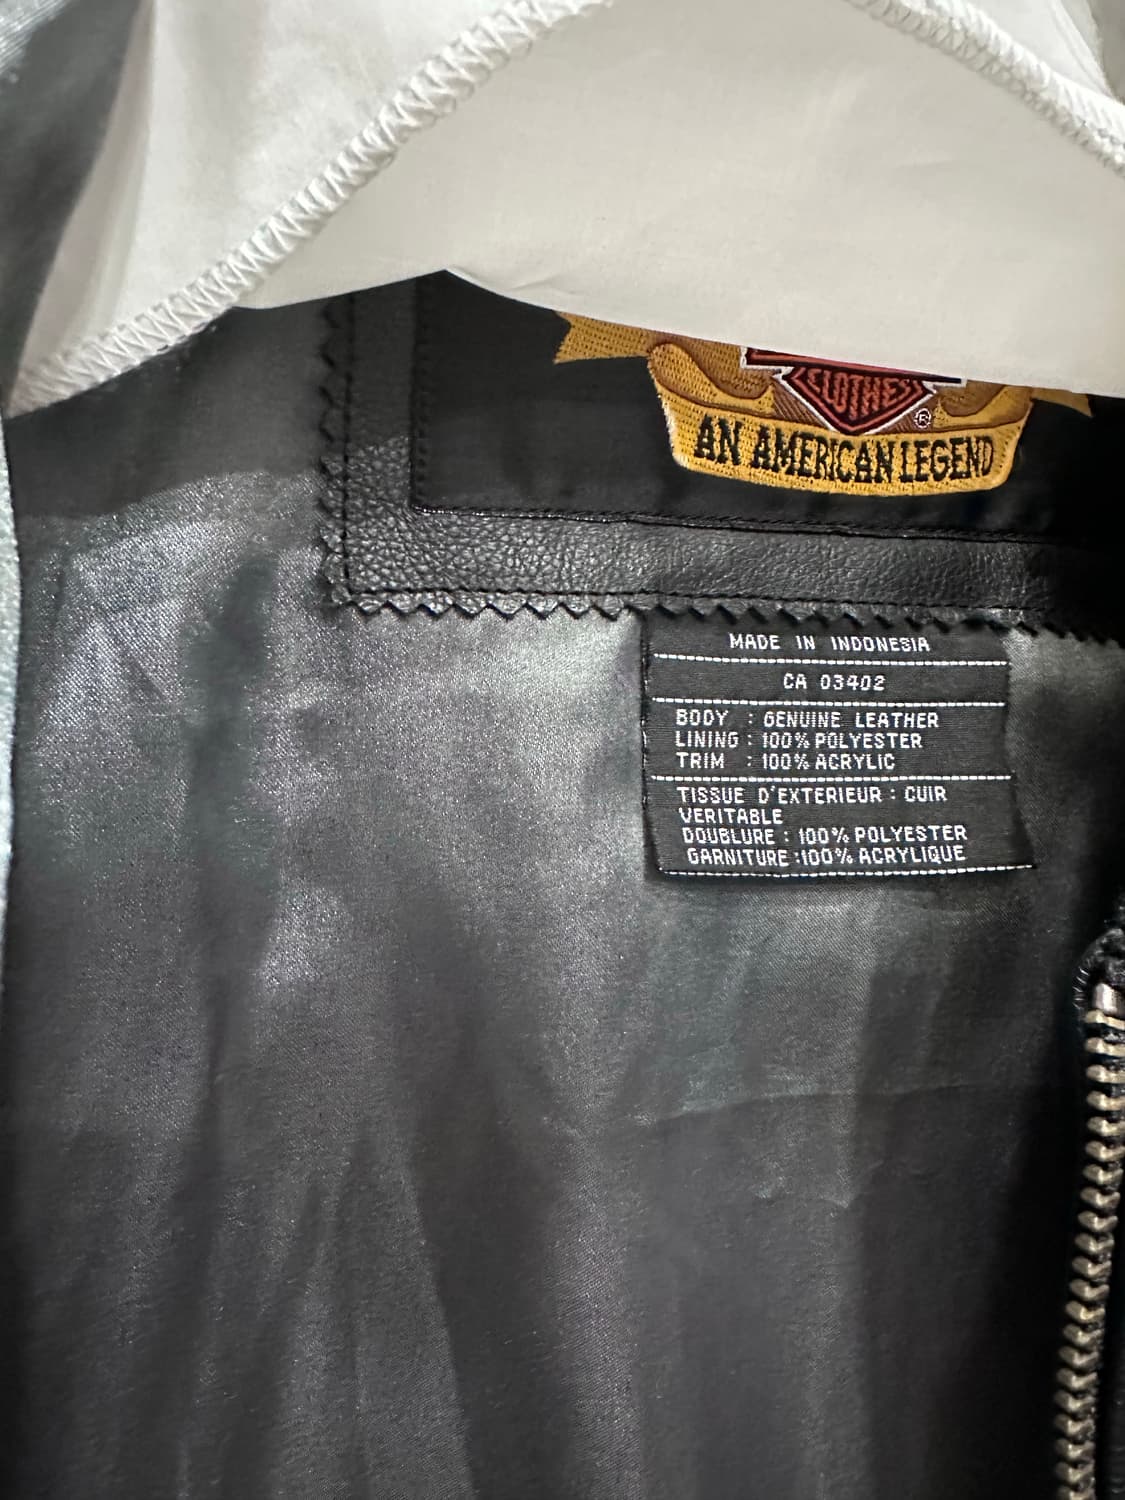 CLOTHES
®
AN AMERICAN LEGEND
MADE IN INDONESIA
CA 03402
BODY : GENUINE LEATHER
LINING : 100% POLYESTER
TRIM : 100% ACRYLIC
TISSUE D'EXTERIEUR : CUIR
VERITABLE
DOUBLURE : 100% POLYESTER
GARNITURE :100% ACRYLIQUE